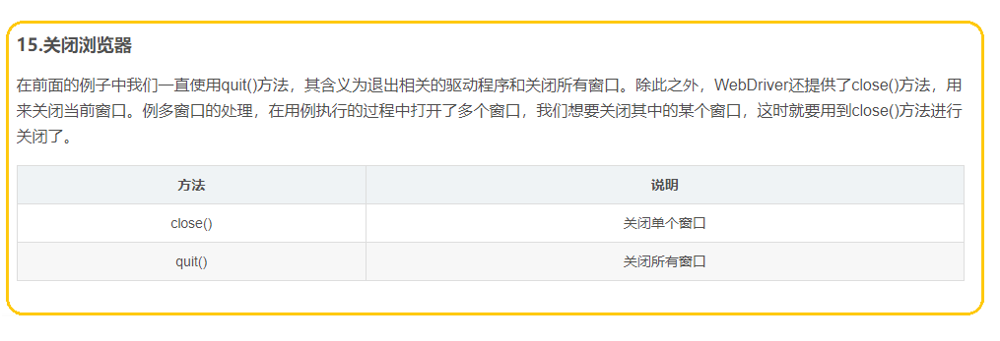 15.关闭浏览器
在前面的例子中我们一直使用quit()方法，其含义为退出相关的驱动程序和关闭所有窗口。除此之外，WebDriver还提供了close()方法，用
来关闭当前窗口。例多窗口的处理，在用例执行的过程中打开了多个窗口，我们想要关闭其中的某个窗口，这时就要用到close()方法进行
关闭了。
方法 说明
close() 关闭单个窗口
quit() 关闭所有窗口